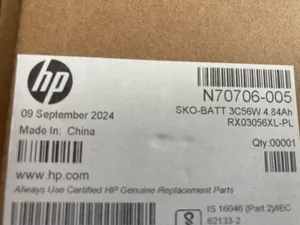 hp
N70706-005
09 September 2024
SKO-BATT 3C56W 4.84Ah
Made In: China
RX03056XL-PL
Qty:00001
www.hp.com
Always Use Certified HP Genuine Replacement Parts
IS 16046 (Part 2)/IEC
62133-2